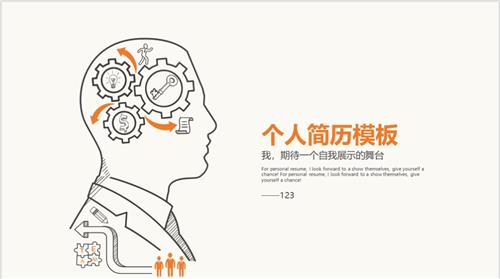 个人简历模板
我，期待一个自我展示的舞台
For personal resume, I look forward to a show themselves, give yourself a
chance! For personal resume, I look forward to a show themselves, give
yourself a chance!
——123